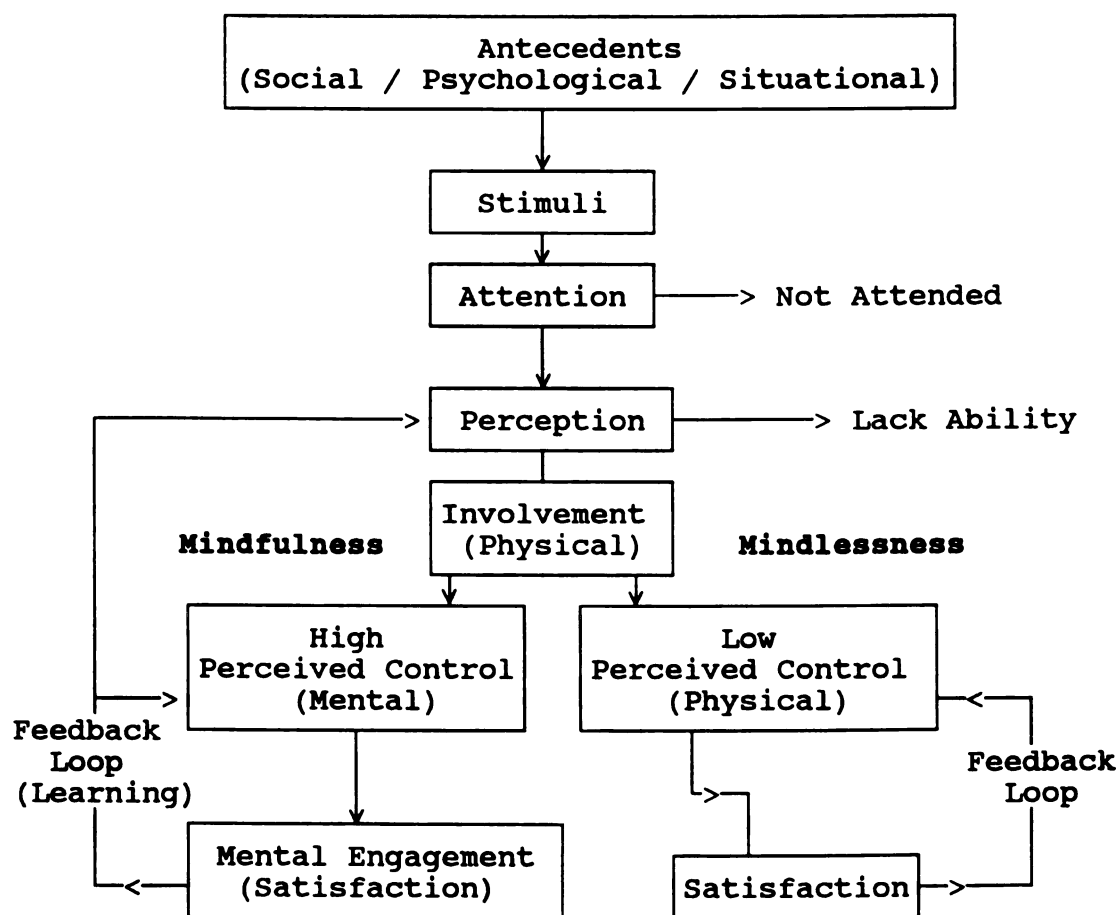 Antecedents
(Social / Psychological / Situational)
Stimuli
Attention
Not Attended
Perception
Lack Ability
Involvement
(Physical)
Mindfulness
Mindlessness
High
Perceived Control
(Mental)
Low
Perceived Control
(Physical)
Feedback
Loop
(Learning)
Feedback
Loop
Mental Engagement
(Satisfaction)
Satisfaction